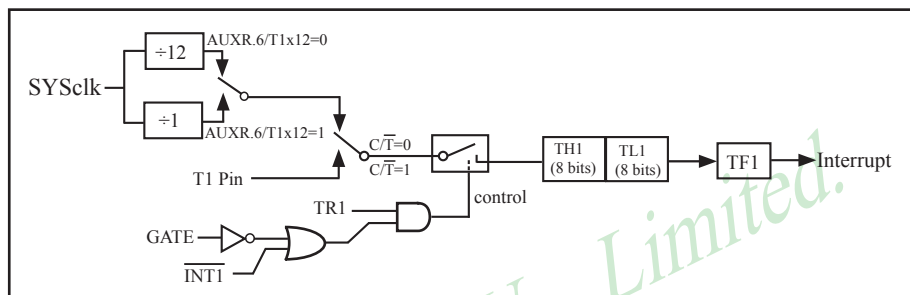 ÷12
AUXR.6/T1x12=0
SYSclk
÷1
AUXR.6/T1x12=1
C/T̅=0
C/T̅=1
T1 Pin
TH1
(8 bits)
TL1
(8 bits)
TF1
Interrupt
control
TR1
GATE
I̅N̅T̅1̅
Limited.